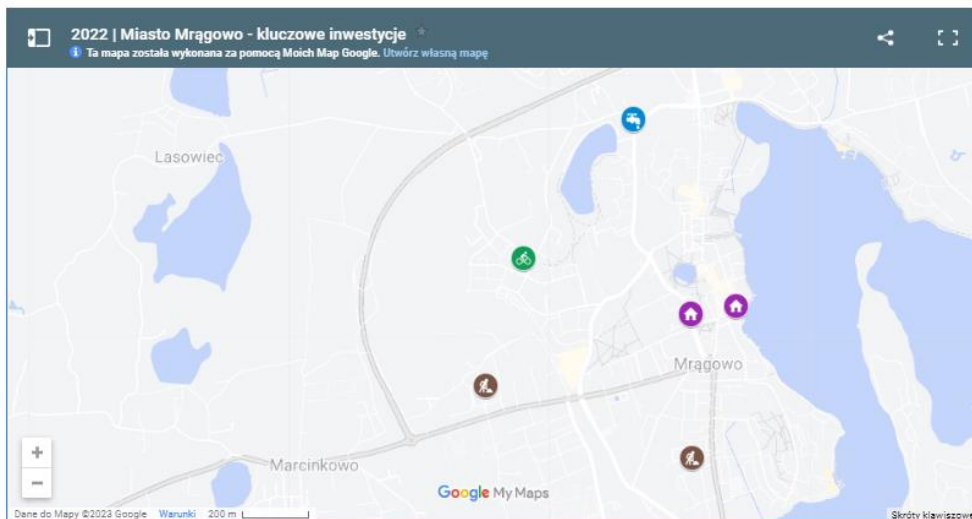 2022 | Miasto Mrągowo - kluczowe inwestycje
Ta mapa została wykonana za pomocą Moich Map Google. Utwórz własną mapę
Lasowiec
Mrągowo
Marcinkowo
Google My Maps
Dane do Mapy ©2023 Google Warunki 200 m
Skróty klawiszowe